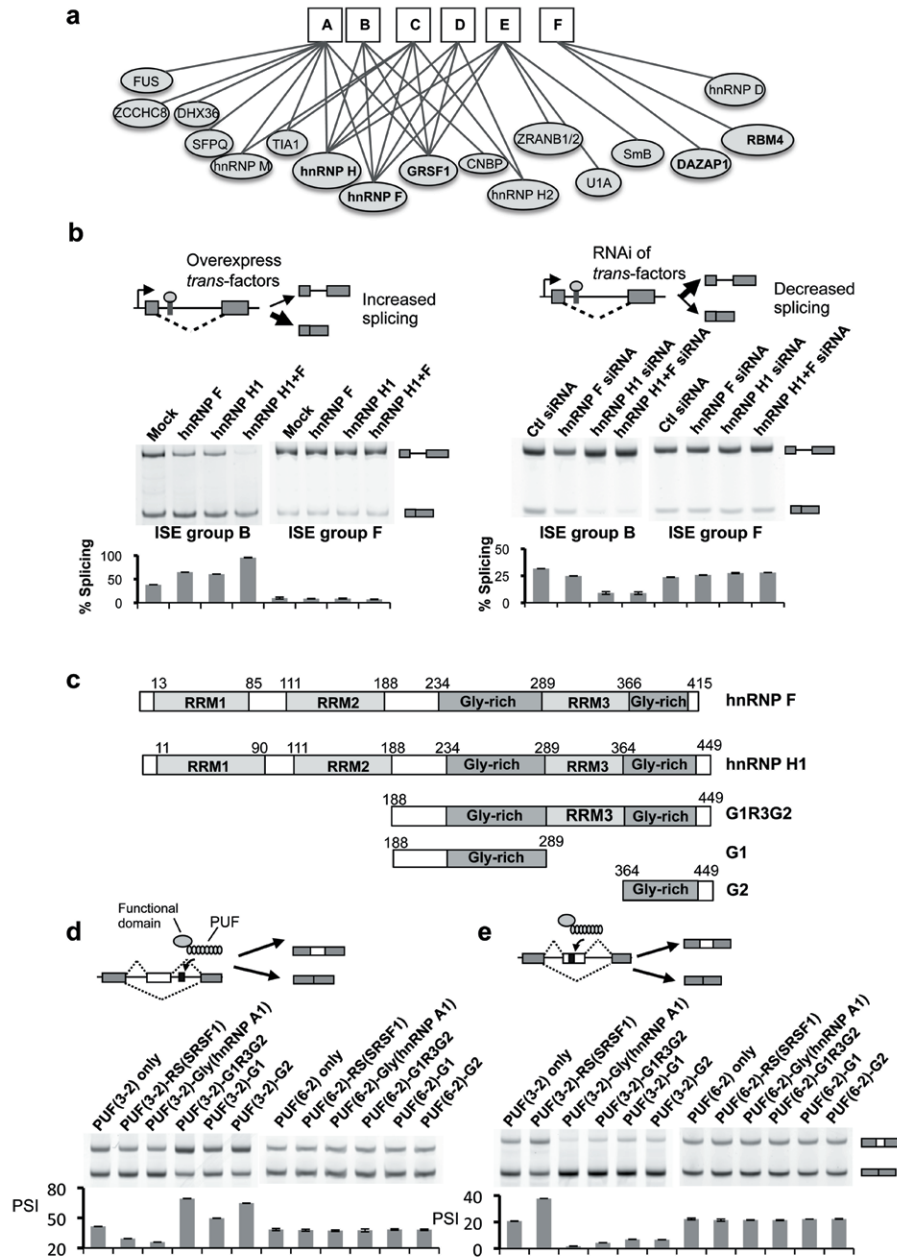 a
A B C D E F
FUS
ZCCHC8
DHX36
SFPQ
hnRNP M
TIA1
hnRNP H
hnRNP F
GRSF1
CNBP
hnRNP H2
ZRANB1/2
U1A
SmB
DAZAP1
RBM4
hnRNP D
b
Overexpress
trans-factors
Increased
splicing
RNAi of
trans-factors
Decreased
splicing
Mock
hnRNP F
hnRNP H1
hnRNP H1+F
Mock
hnRNP F
hnRNP H1
hnRNP H1+F
ISE group B
ISE group F
% Splicing
100
50
0
Ctl siRNA
hnRNP F siRNA
hnRNP H1 siRNA
hnRNP H1+F siRNA
Ctl siRNA
hnRNP F siRNA
hnRNP H1 siRNA
hnRNP H1+F siRNA
ISE group B
ISE group F
% Splicing
50
25
0
c
13 85 111 188 234 289 366 415
RRM1 RRM2 Gly-rich RRM3 Gly-rich
hnRNP F
11 90 111 188 234 289 364 449
RRM1 RRM2 Gly-rich RRM3 Gly-rich
hnRNP H1
188 449
Gly-rich RRM3 Gly-rich
G1R3G2
188 289
Gly-rich
G1
364 449
Gly-rich
G2
d
Functional
domain
PUF
PUF(3-2) only
PUF(3-2)-RS(SRSF1)
PUF(3-2)-Gly(hnRNP A1)
PUF(3-2)-G1R3G2
PUF(3-2)-G1
PUF(3-2)-G2
PUF(6-2) only
PUF(6-2)-RS(SRSF1)
PUF(6-2)-Gly(hnRNP A1)
PUF(6-2)-G1R3G2
PUF(6-2)-G1
PUF(6-2)-G2
PSI
80
50
20
e
PUF(3-2) only
PUF(3-2)-RS(SRSF1)
PUF(3-2)-Gly(hnRNP A1)
PUF(3-2)-G1R3G2
PUF(3-2)-G1
PUF(3-2)-G2
PUF(6-2) only
PUF(6-2)-RS(SRSF1)
PUF(6-2)-Gly(hnRNP A1)
PUF(6-2)-G1R3G2
PUF(6-2)-G1
PUF(6-2)-G2
PSI
40
20
0